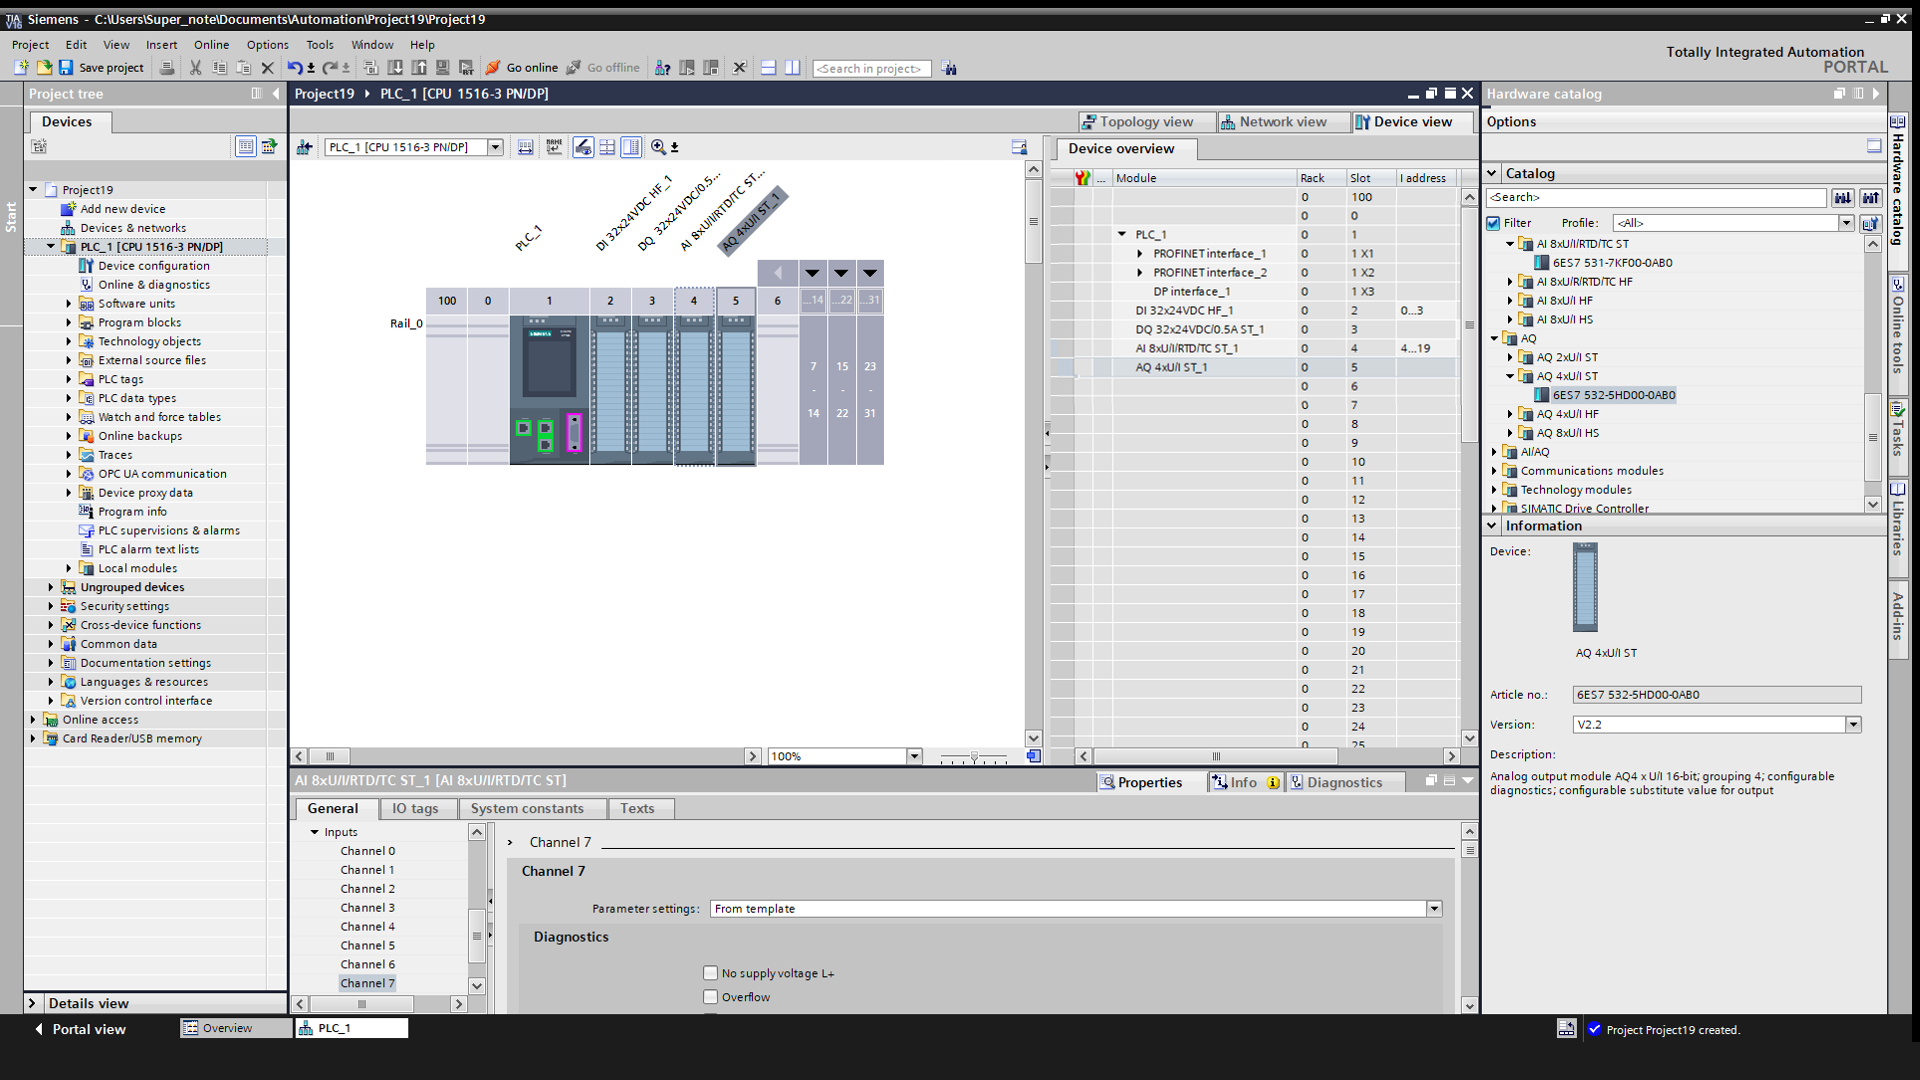 Siemens - C:\Users\Super_note\Documents\Automation\Project19\Project19
Project Edit View Insert Online Options Tools Window Help
Totally Integrated Automation
PORTAL
Save project
Go online
Go offline
<Search in project>
Project tree
Devices
Start
Project19
Add new device
Devices & networks
PLC_1 [CPU 1516-3 PN/DP]
Device configuration
Online & diagnostics
Software units
Program blocks
Technology objects
External source files
PLC tags
PLC data types
Watch and force tables
Online backups
Traces
OPC UA communication
Device proxy data
Program info
PLC supervisions & alarms
PLC alarm text lists
Local modules
Ungrouped devices
Security settings
Cross-device functions
Common data
Documentation settings
Languages & resources
Version control interface
Online access
Card Reader/USB memory
Details view
Project19 PLC_1 [CPU 1516-3 PN/DP]
Topology view
Network view
Device view
PLC_1 [CPU 1516-3 PN/DP]
PLC_1
DI 32x24VDC HF_1
DQ 32x24VDC/0.5...
AI 8xU/I/RTD/TC ST...
AQ 4xU/I ST_1
100 0 1 2 3 4 5 6 ...14 ...22 ...31
Rail_0
SIEMENS
7 15 23
- - -
14 22 31
100%
Device overview
... Module Rack Slot I address
0 100
0 0
PLC_1 0 1
PROFINET interface_1 0 1 X1
PROFINET interface_2 0 1 X2
DP interface_1 0 1 X3
DI 32x24VDC HF_1 0 2 0...3
DQ 32x24VDC/0.5A ST_1 0 3
AI 8xU/I/RTD/TC ST_1 0 4 4...19
AQ 4xU/I ST_1 0 5
0 6
0 7
0 8
0 9
0 10
0 11
0 12
0 13
0 14
0 15
0 16
0 17
0 18
0 19
0 20
0 21
0 22
0 23
0 24
0 25
AI 8xU/I/RTD/TC ST_1 [AI 8xU/I/RTD/TC ST]
Properties
Info
Diagnostics
General
IO tags
System constants
Texts
Inputs
Channel 0
Channel 1
Channel 2
Channel 3
Channel 4
Channel 5
Channel 6
Channel 7
Channel 7
Channel 7
Parameter settings: From template
Diagnostics
No supply voltage L+
Overflow
Hardware catalog
Options
Catalog
<Search>
Filter Profile: <All>
AI 8xU/I/RTD/TC ST
6ES7 531-7KF00-0AB0
AI 8xU/R/RTD/TC HF
AI 8xU/I HF
AI 8xU/I HS
AQ
AQ 2xU/I ST
AQ 4xU/I ST
6ES7 532-5HD00-0AB0
AQ 4xU/I HF
AQ 8xU/I HS
AI/AQ
Communications modules
Technology modules
SIMATIC Drive Controller
Information
Device:
AQ 4xU/I ST
Article no.: 6ES7 532-5HD00-0AB0
Version: V2.2
Description:
Analog output module AQ4 x U/I 16-bit; grouping 4; configurable
diagnostics; configurable substitute value for output
Hardware catalog
Online tools
Tasks
Libraries
Add-ins
Portal view
Overview
PLC_1
Project Project19 created.